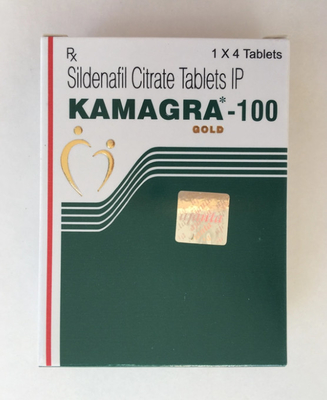 Rx
1 X 4 Tablets
Sildenafil Citrate Tablets IP
KAMAGRA*-100
GOLD